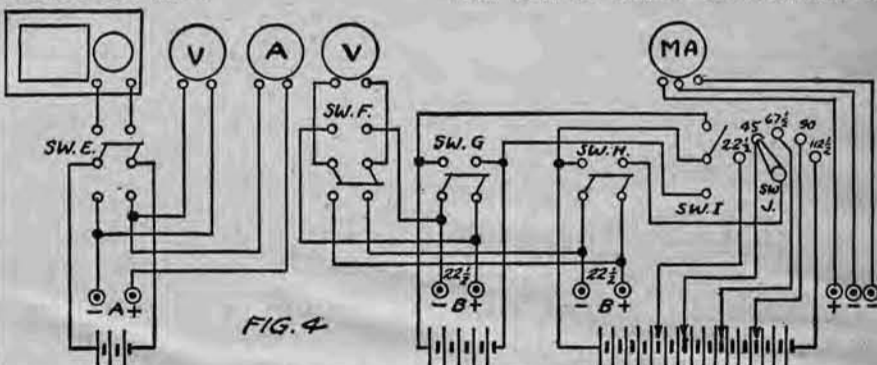 V A V MA
SW.E. SW.F. SW.G SW.H. SW.I SW J.
22½ 45 67½ 90 112½
- A +
22½
- B +
22½
- B +
+ - -
FIG. 4